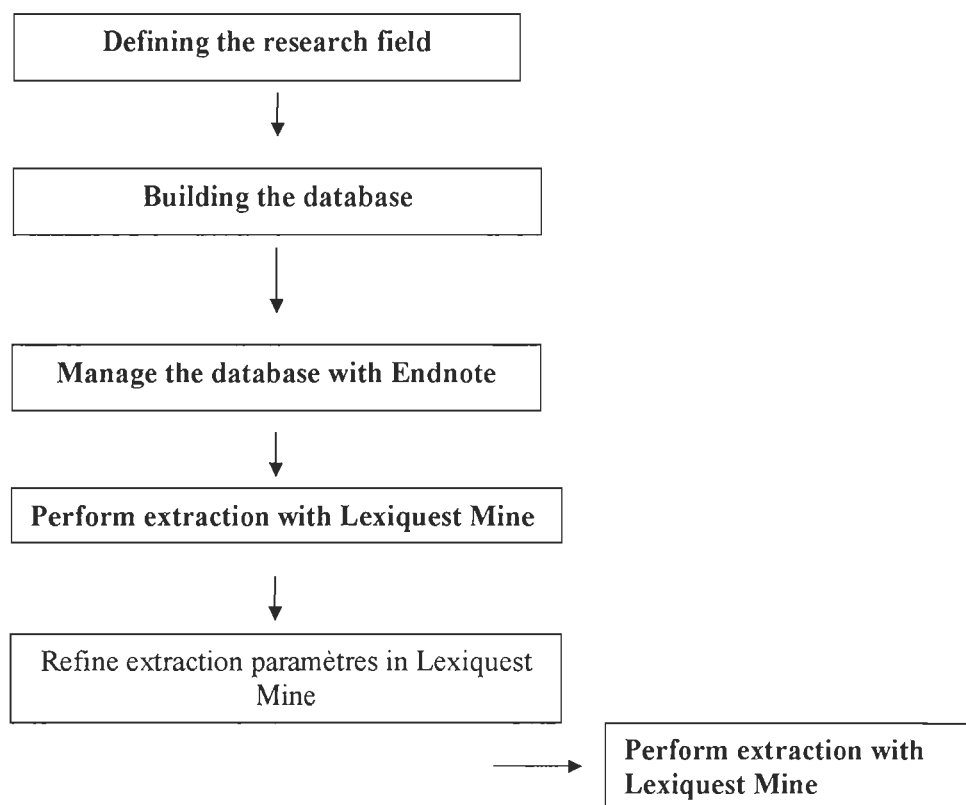 Defining the research field
Building the database
Manage the database with Endnote
Perform extraction with Lexiquest Mine
Refine extraction paramètres in Lexiquest
Mine
Perform extraction with
Lexiquest Mine